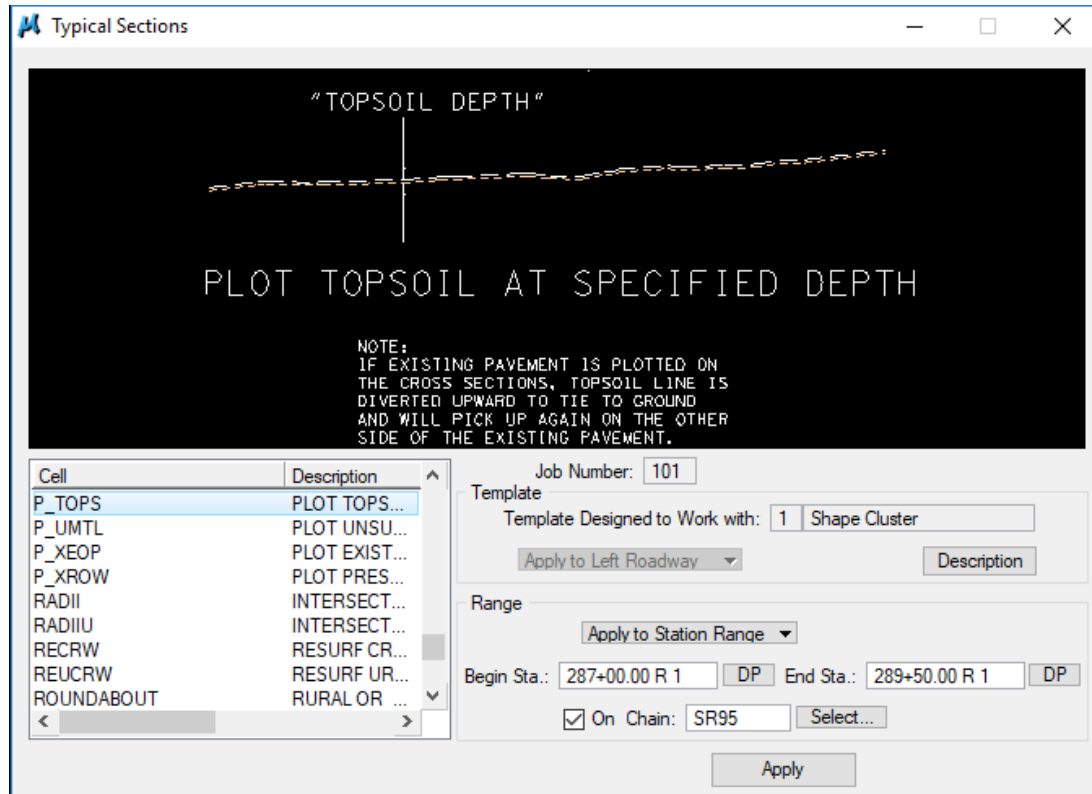 Typical Sections
"TOPSOIL DEPTH"
PLOT TOPSOIL AT SPECIFIED DEPTH
NOTE:
IF EXISTING PAVEMENT IS PLOTTED ON
THE CROSS SECTIONS, TOPSOIL LINE IS
DIVERTED UPWARD TO TIE TO GROUND
AND WILL PICK UP AGAIN ON THE OTHER
SIDE OF THE EXISTING PAVEMENT.
Cell Description
P_TOPS PLOT TOPS...
P_UMTL PLOT UNSU...
P_XEOP PLOT EXIST...
P_XROW PLOT PRES...
RADII INTERSECT...
RADIIU INTERSECT...
RECRW RESURF CR...
REUCRW RESURF UR...
ROUNDABOUT RURAL OR ...
Job Number: 101
Template
Template Designed to Work with: 1 Shape Cluster
Apply to Left Roadway
Description
Range
Apply to Station Range
Begin Sta.: 287+00.00 R 1 DP End Sta.: 289+50.00 R 1 DP
On Chain: SR95 Select...
Apply